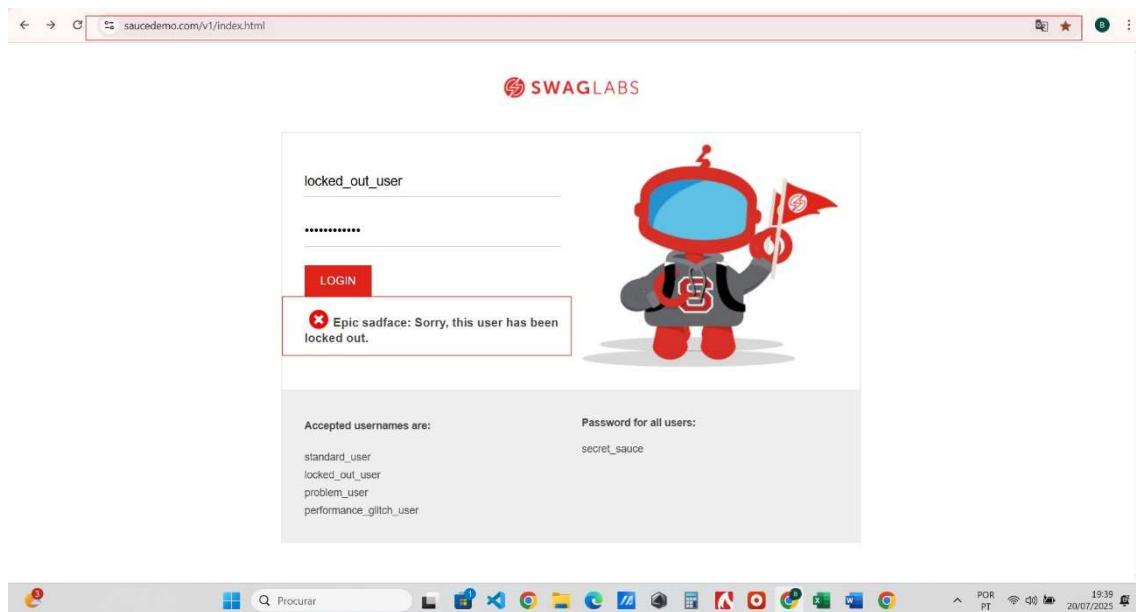 saucedemo.com/v1/index.html
B
SWAGLABS
locked_out_user
••••••••••••
LOGIN
Epic sadface: Sorry, this user has been
locked out.
S
Accepted usernames are:
standard_user
locked_out_user
problem_user
performance_glitch_user
Password for all users:
secret_sauce
3
Procurar
POR
PT
19:39
20/07/2025